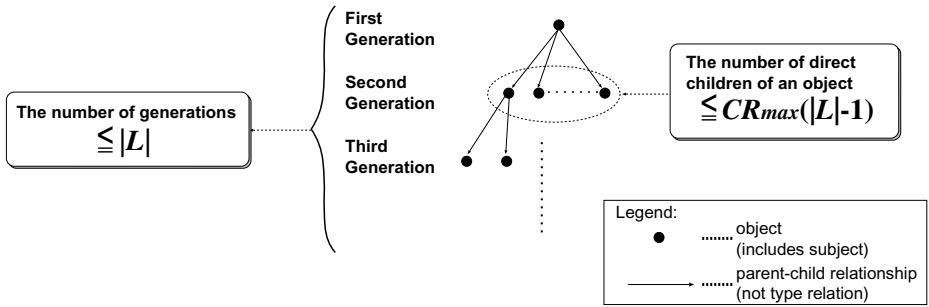 First
Generation
Second
Generation
Third
Generation
The number of generations
≦ |L|
The number of direct
children of an object
≦ CRmax(|L|-1)
Legend:
object
(includes subject)
parent-child relationship
(not type relation)